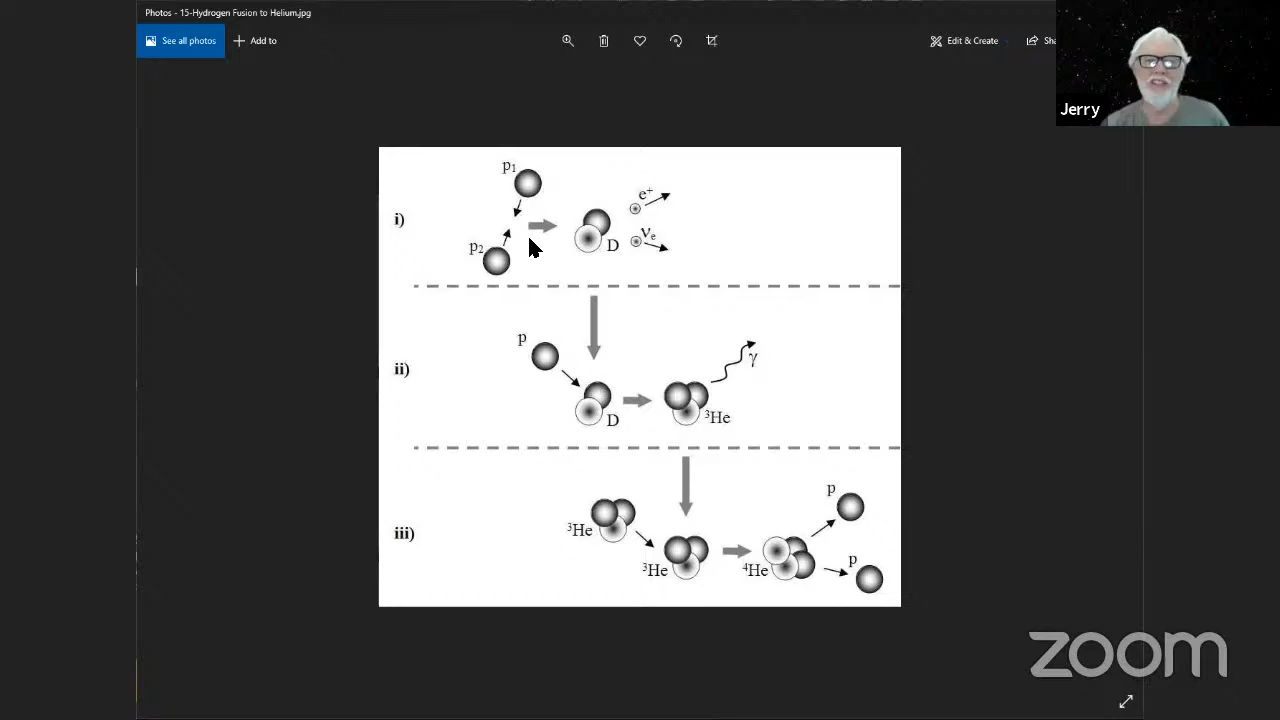 Photos - 15-Hydrogen Fusion to Helium.jpg
See all photos
Add to
Edit & Create
Sha
Jerry
p1
e+
i)
p2
νe
D
p
γ
ii)
D
3He
p
3He
iii)
p
3He
4He
zoom